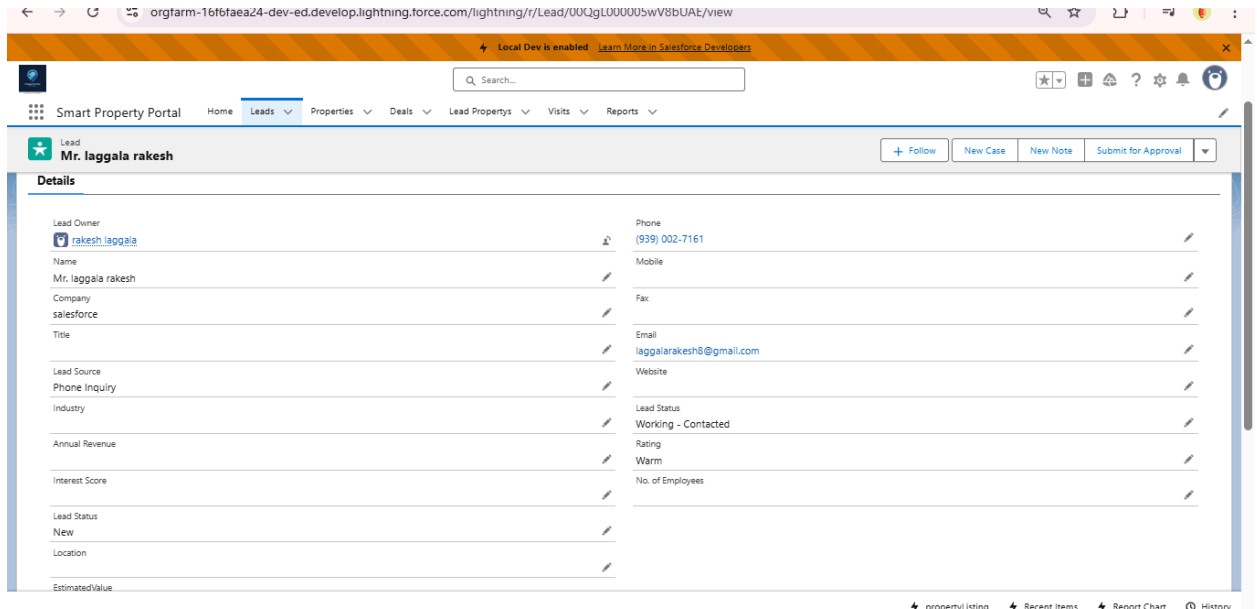 orgfarm-16f6faea24-dev-ed.develop.lightning.force.com/lightning/r/Lead/00QgL000005wV8bUAE/view
Local Dev is enabled Learn More in Salesforce Developers
Search...
Smart Property Portal Home Leads Properties Deals Lead Propertys Visits Reports
Lead
Mr. laggala rakesh
+ Follow New Case New Note Submit for Approval
Details
Lead Owner
rakesh laggala
Name
Mr. laggala rakesh
Company
salesforce
Title
Lead Source
Phone Inquiry
Industry
Annual Revenue
Interest Score
Lead Status
New
Location
EstimatedValue
Phone
(939) 002-7161
Mobile
Fax
Email
laggalarakesh8@gmail.com
Website
Lead Status
Working - Contacted
Rating
Warm
No. of Employees
propertyListing Recent Items Report Chart History